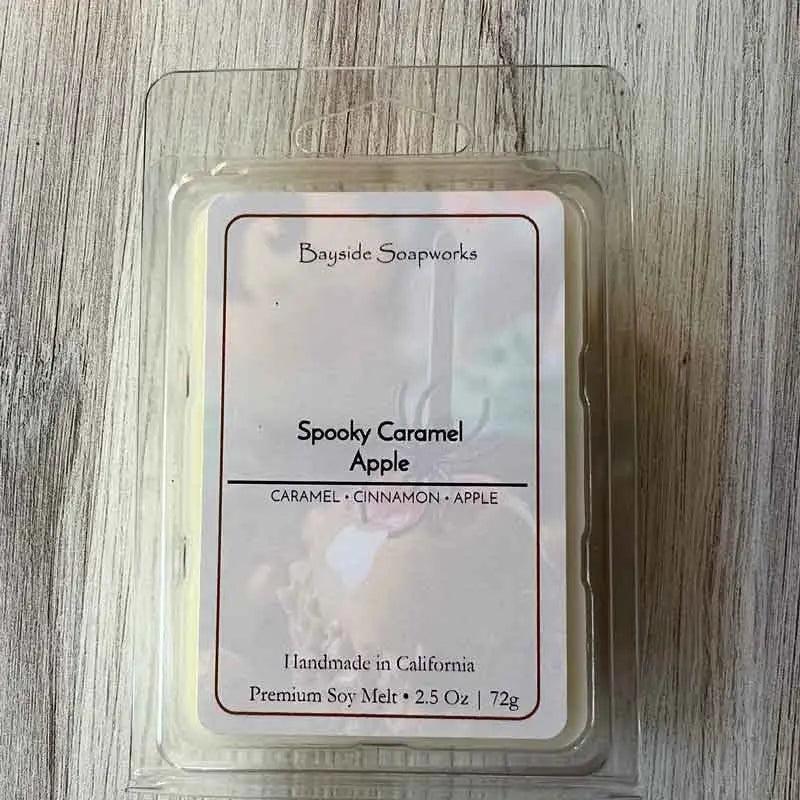 Bayside Soapworks
Spooky Caramel
Apple
CARAMEL • CINNAMON • APPLE
Handmade in California
Premium Soy Melt • 2.5 Oz | 72g